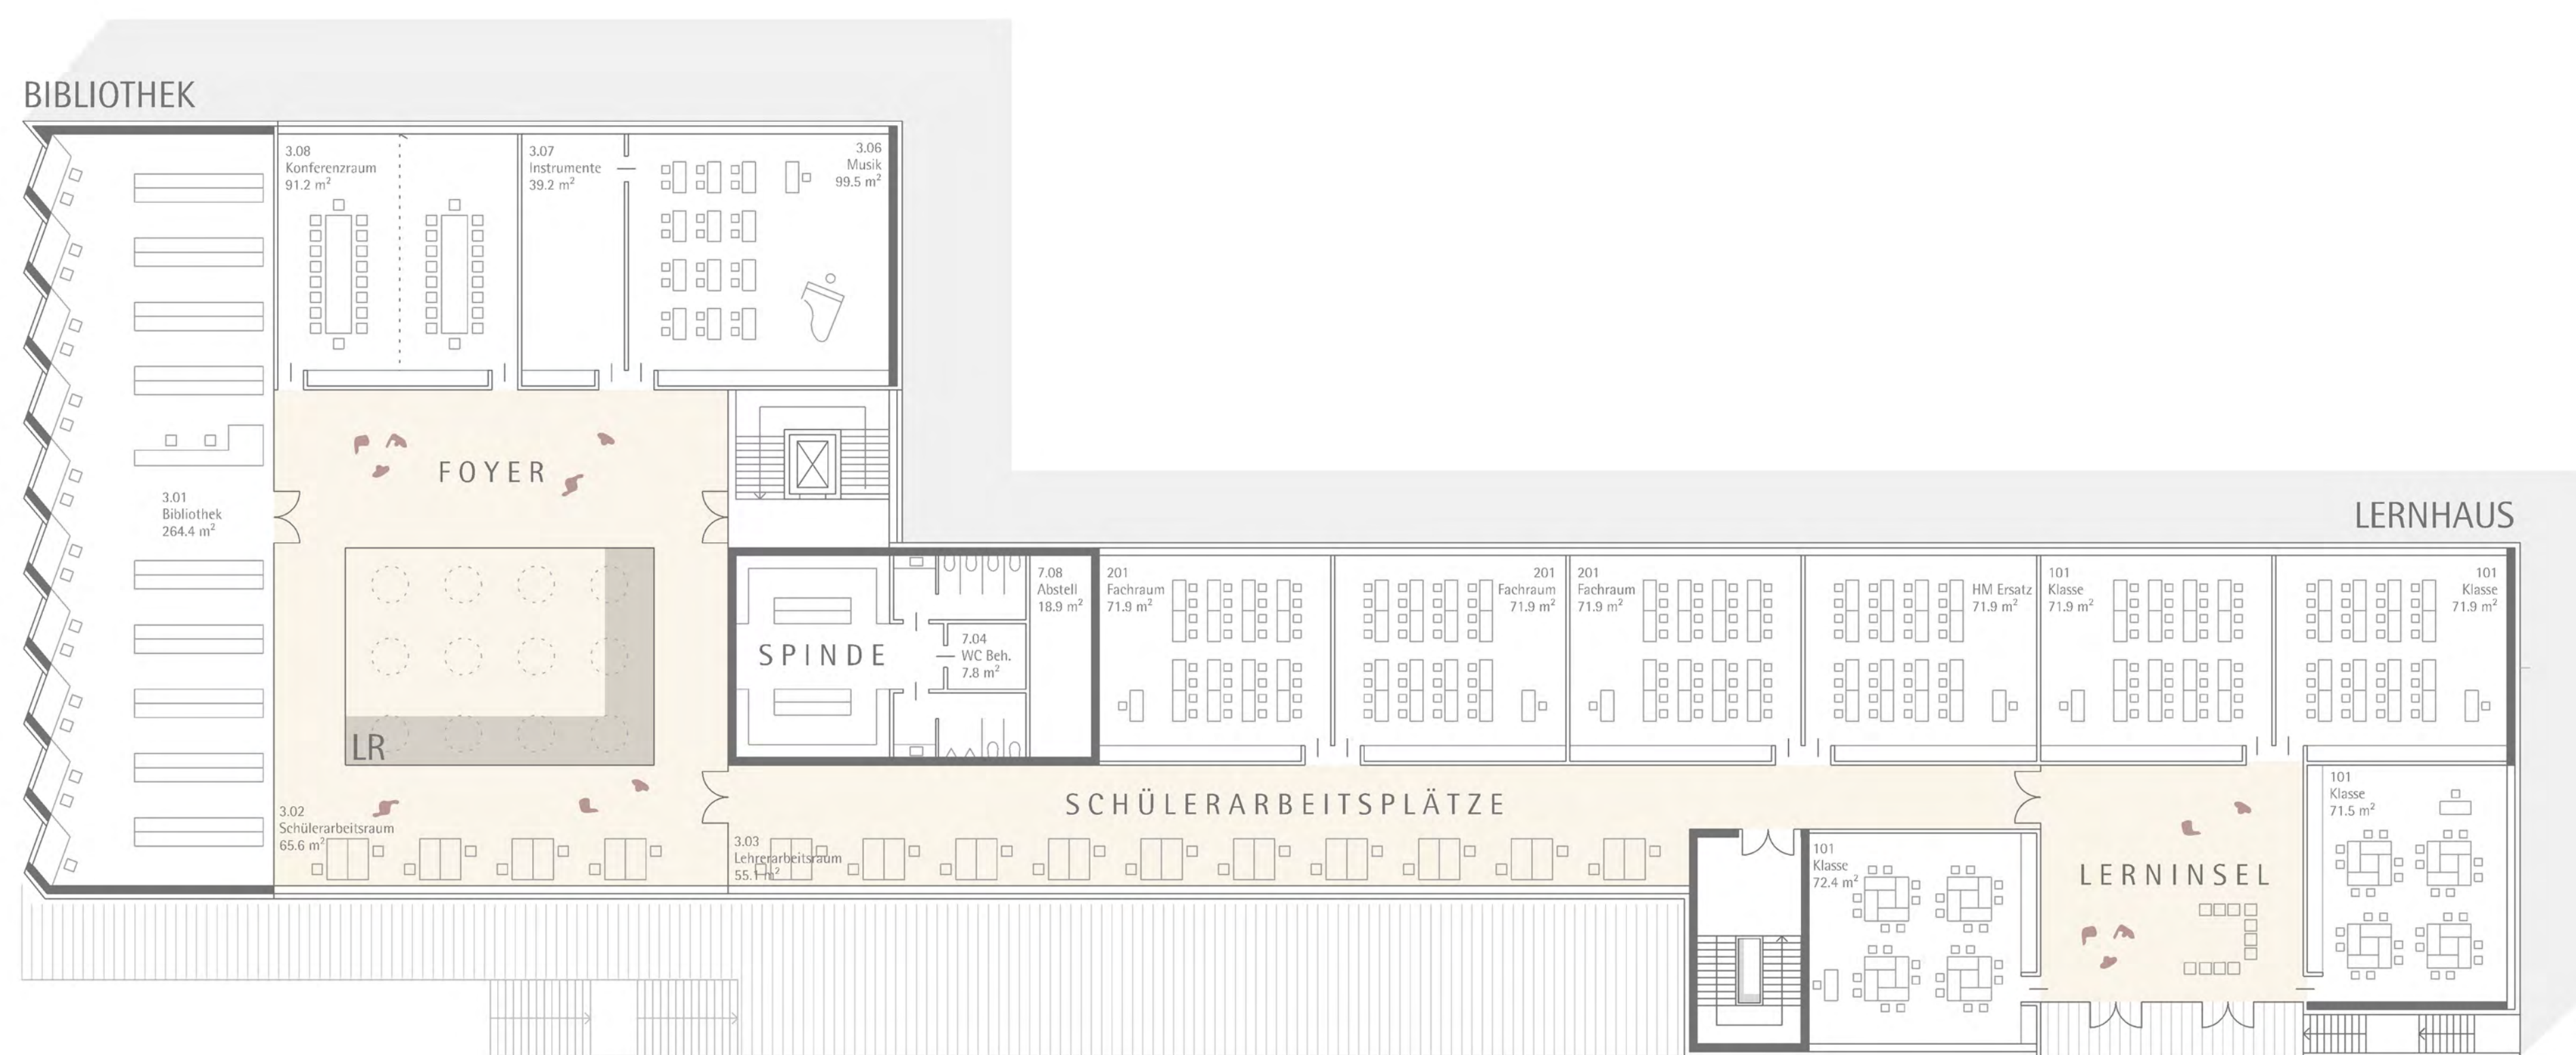 BIBLIOTHEK
3.08
Konferenzraum
91.2 m²
3.07
Instrumente
39.2 m²
3.06
Musik
99.5 m²
FOYER
3.01
Bibliothek
264.4 m²
LERNHAUS
SPINDE
7.04
WC Beh.
7.8 m²
7.08
Abstell
18.9 m²
201
Fachraum
71.9 m²
201
Fachraum
71.9 m²
201
Fachraum
71.9 m²
HM Ersatz
71.9 m²
101
Klasse
71.9 m²
101
Klasse
71.9 m²
LR
SCHÜLERARBEITSPLÄTZE
3.02
Schülerarbeitsraum
65.6 m²
3.03
Lehrerarbeitsraum
55.1 m²
101
Klasse
72.4 m²
LERNINSEL
101
Klasse
71.5 m²